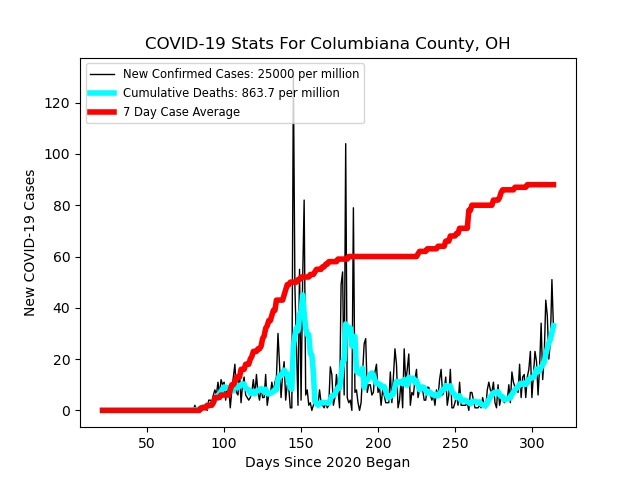 COVID-19 Stats For Columbiana County, OH
New Confirmed Cases: 25000 per million
Cumulative Deaths: 863.7 per million
7 Day Case Average
New COVID-19 Cases
120
100
80
60
40
20
0
50
100
150
200
250
300
Days Since 2020 Began